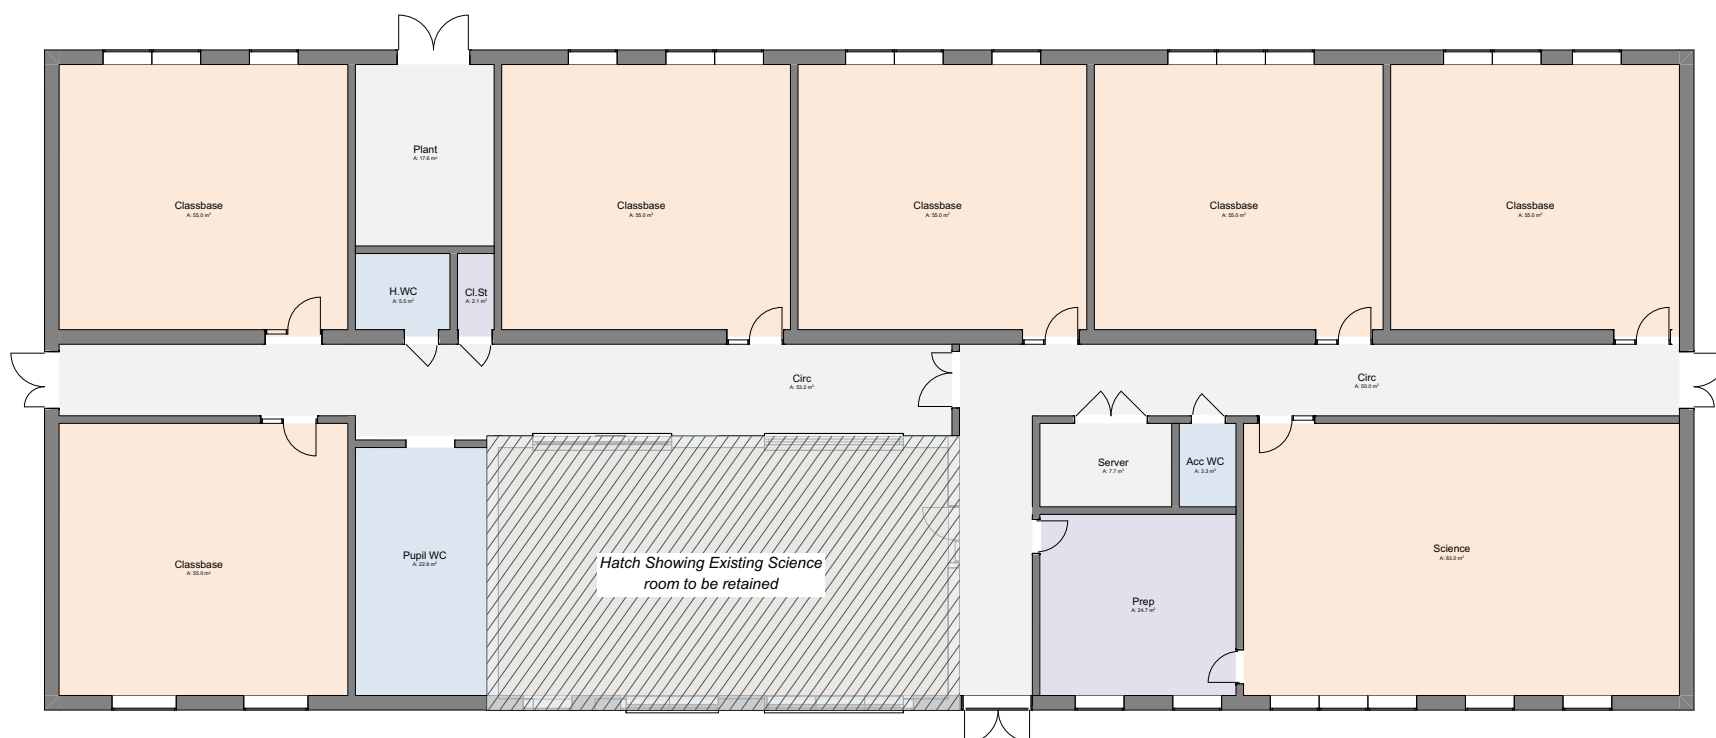 Plant
A: 17.6 m²
Classbase
A: 55.0 m²
Classbase
A: 55.0 m²
Classbase
A: 55.0 m²
Classbase
A: 55.0 m²
Classbase
A: 55.0 m²
H.WC
A: 5.5 m²
Cl.St
A: 2.1 m²
Circ
A: 53.2 m²
Circ
A: 50.0 m²
Server
A: 7.7 m²
Acc WC
A: 3.3 m²
Classbase
A: 55.0 m²
Pupil WC
A: 22.8 m²
Hatch Showing Existing Science
room to be retained
Prep
A: 24.7 m²
Science
A: 83.0 m²